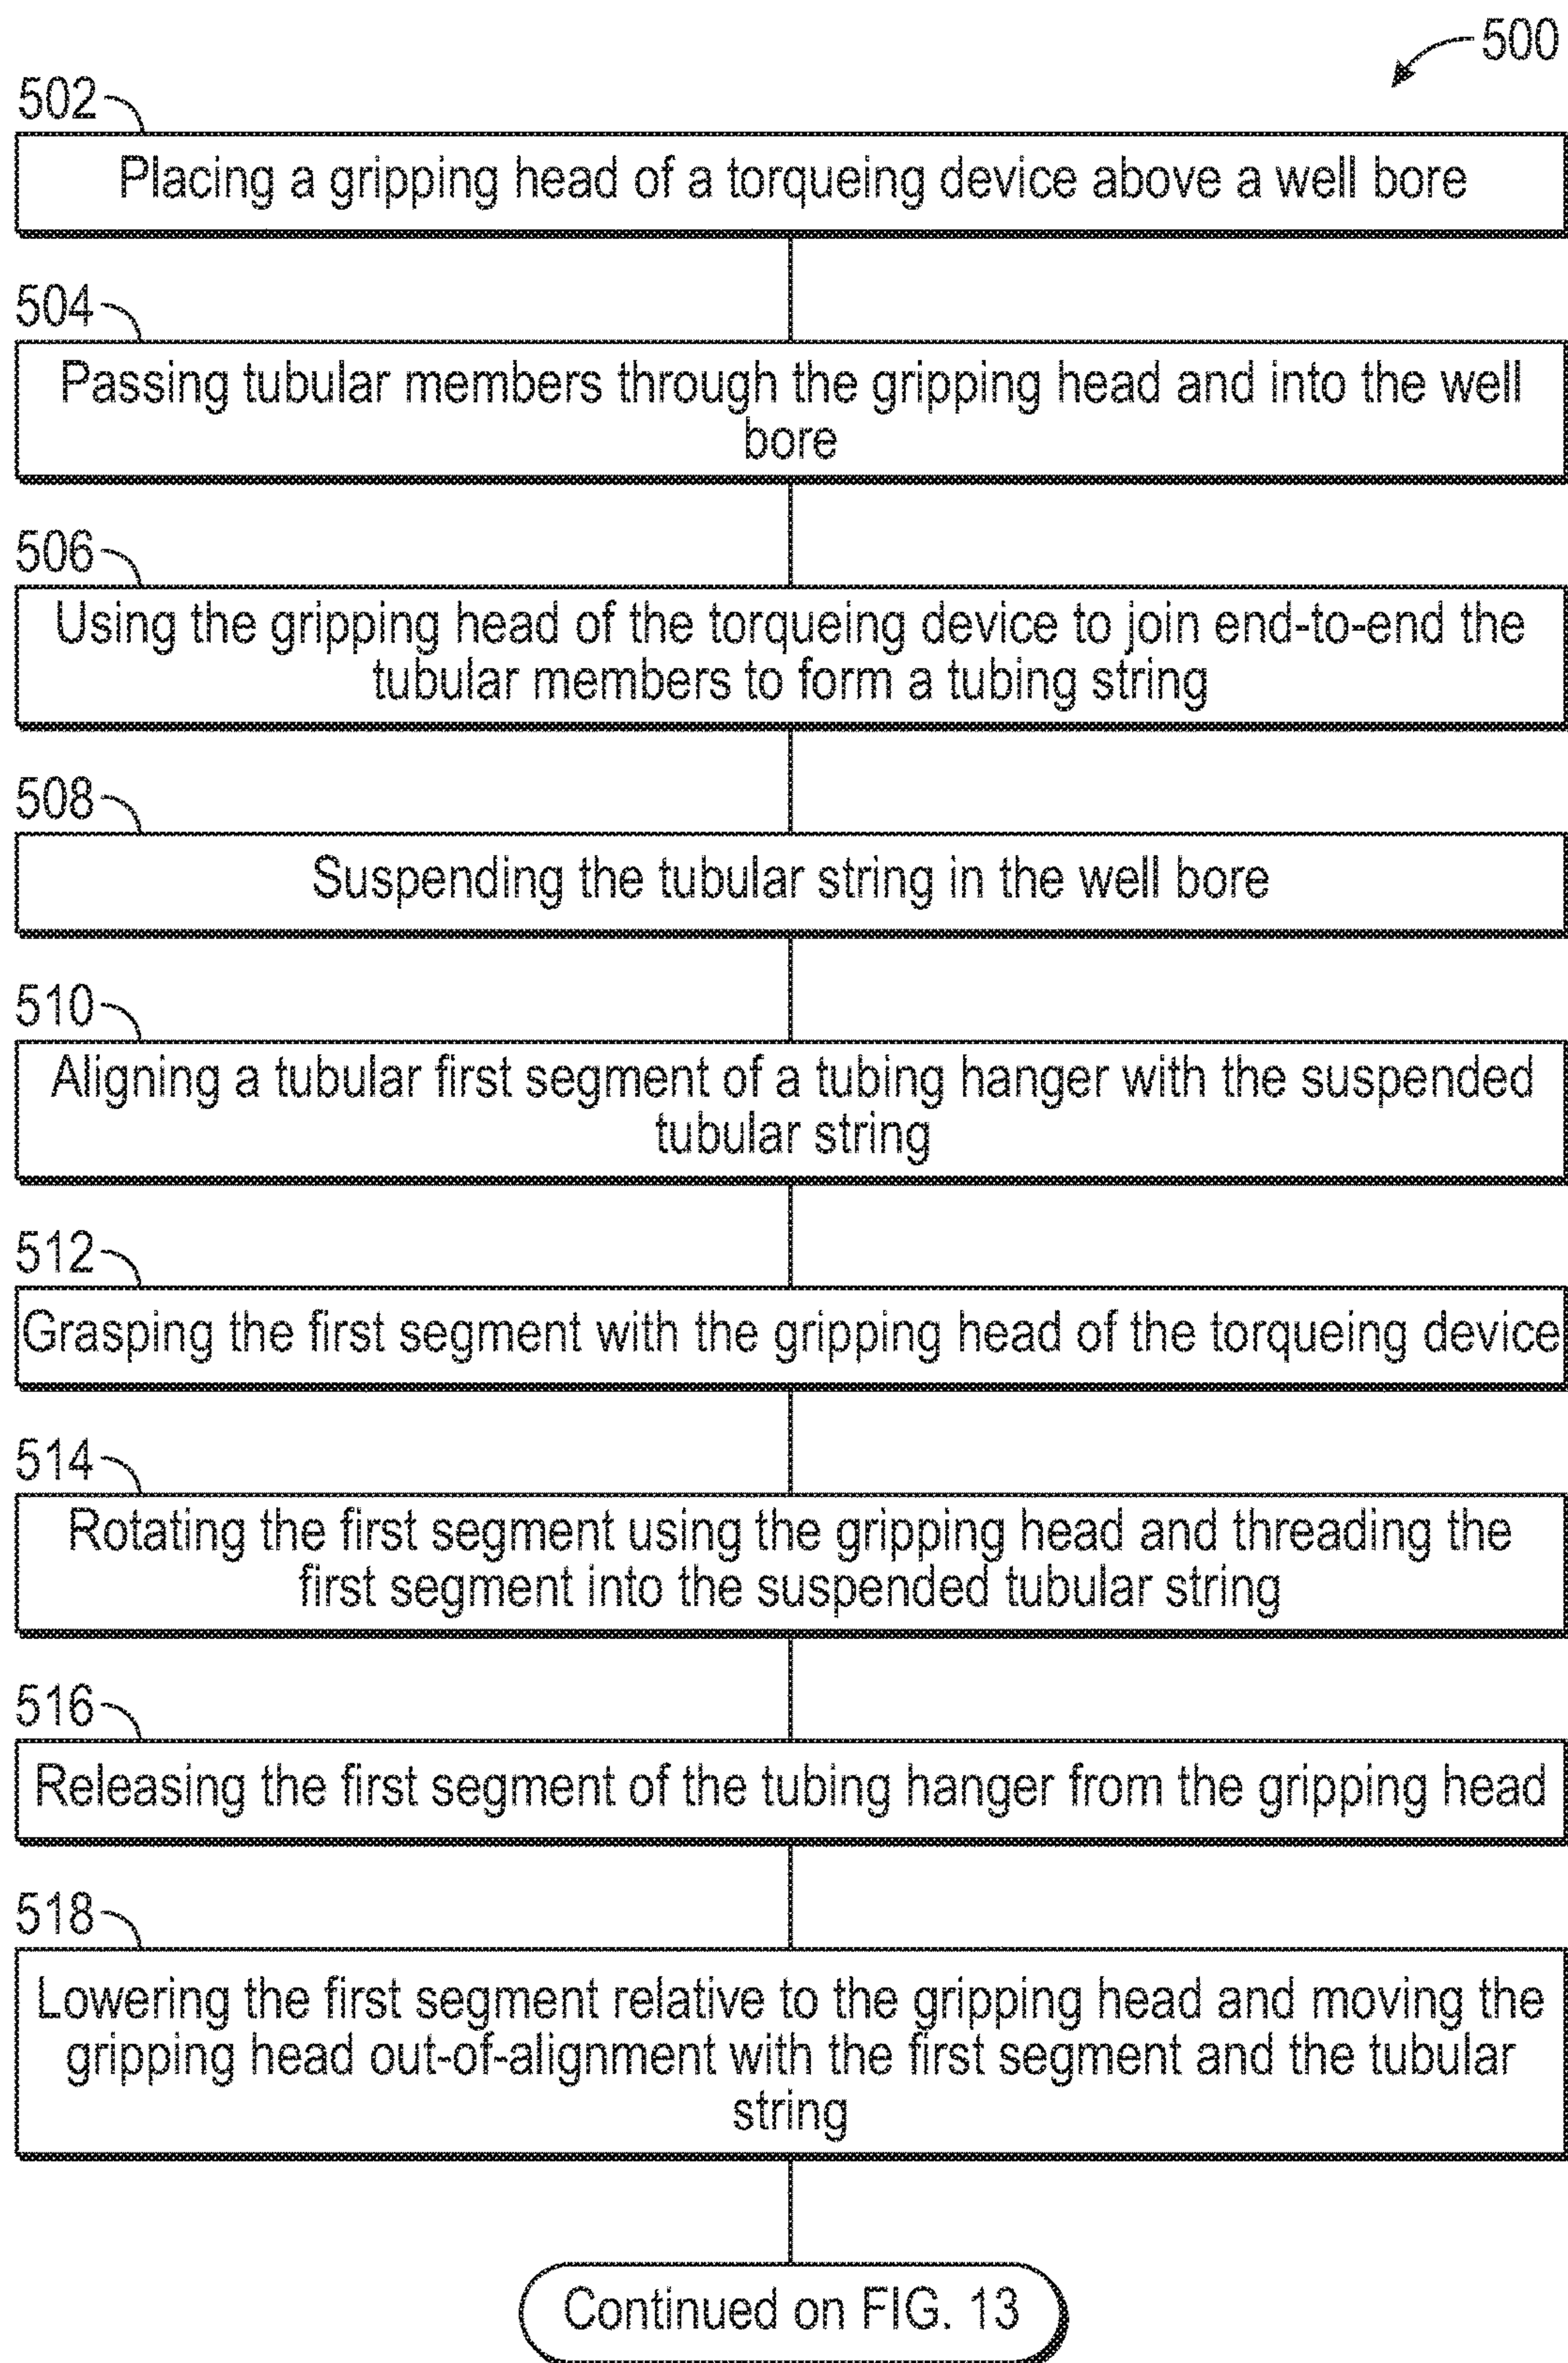 500
502
Placing a gripping head of a torqueing device above a well bore
504
Passing tubular members through the gripping head and into the well
bore
506
Using the gripping head of the torqueing device to join end-to-end the
tubular members to form a tubing string
508
Suspending the tubular string in the well bore
510
Aligning a tubular first segment of a tubing hanger with the suspended
tubular string
512
Grasping the first segment with the gripping head of the torqueing device
514
Rotating the first segment using the gripping head and threading the
first segment into the suspended tubular string
516
Releasing the first segment of the tubing hanger from the gripping head
518
Lowering the first segment relative to the gripping head and moving the
gripping head out-of-alignment with the first segment and the tubular
string
Continued on FIG. 13